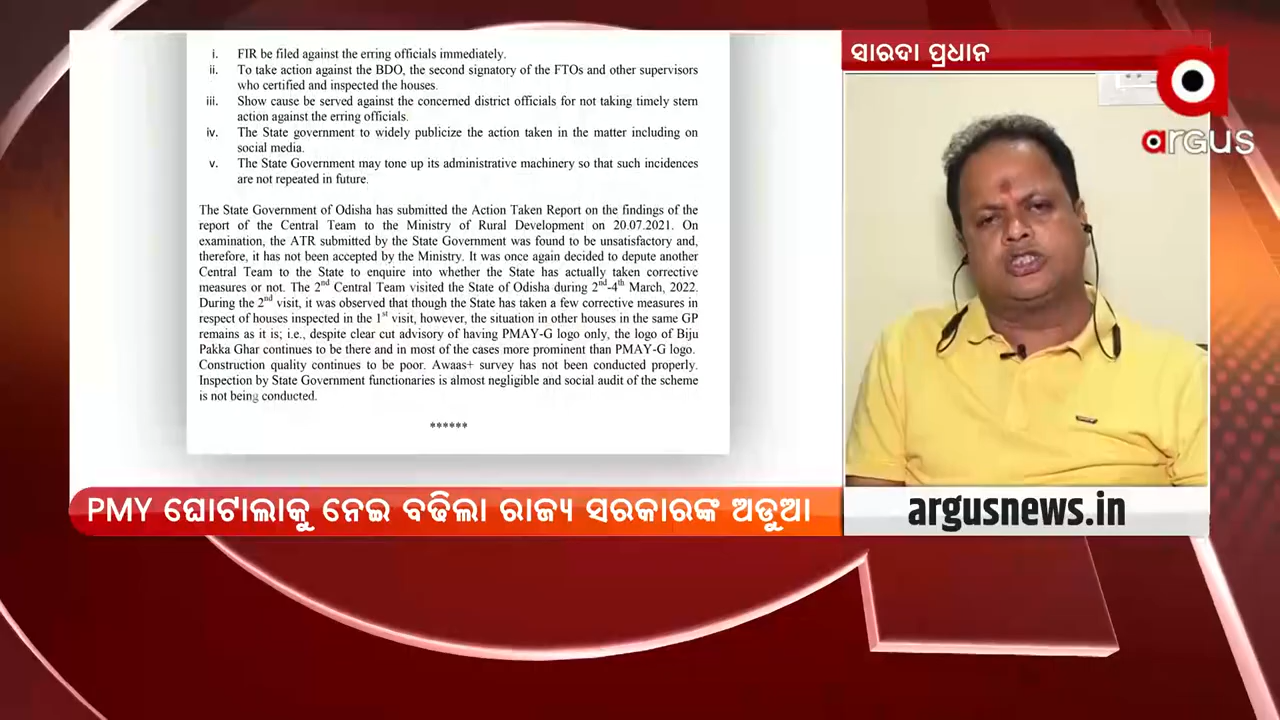 i. FIR be filed against the erring officials immediately.
ii. To take action against the BDO, the second signatory of the FTOs and other supervisors
who certified and inspected the houses.
iii. Show cause be served against the concerned district officials for not taking timely stern
action against the erring officials.
iv. The State government to widely publicize the action taken in the matter including on
social media.
v. The State Government may tone up its administrative machinery so that such incidences
are not repeated in future.
The State Government of Odisha has submitted the Action Taken Report on the findings of the
report of the Central Team to the Ministry of Rural Development on 20.07.2021. On
examination, the ATR submitted by the State Government was found to be unsatisfactory and,
therefore, it has not been accepted by the Ministry. It was once again decided to depute another
Central Team to the State to enquire into whether the State has actually taken corrective
measures or not. The 2nd Central Team visited the State of Odisha during 2nd-4th March, 2022.
During the 2nd visit, it was observed that though the State has taken a few corrective measures in
respect of houses inspected in the 1st visit, however, the situation in other houses in the same GP
remains as it is; i.e., despite clear cut advisory of having PMAY-G logo only, the logo of Biju
Pakka Ghar continues to be there and in most of the cases more prominent than PMAY-G logo.
Construction quality continues to be poor. Awaas+ survey has not been conducted properly.
Inspection by State Government functionaries is almost negligible and social audit of the scheme
is not being conducted.
******
PMY ଘୋଟାଲାକୁ ନେଇ ବଢିଲା ରାଜ୍ୟ ସରକାରଙ୍କ ଅଡୁଆ
ସାରଦା ପ୍ରଧାନ
argus
argusnews.in